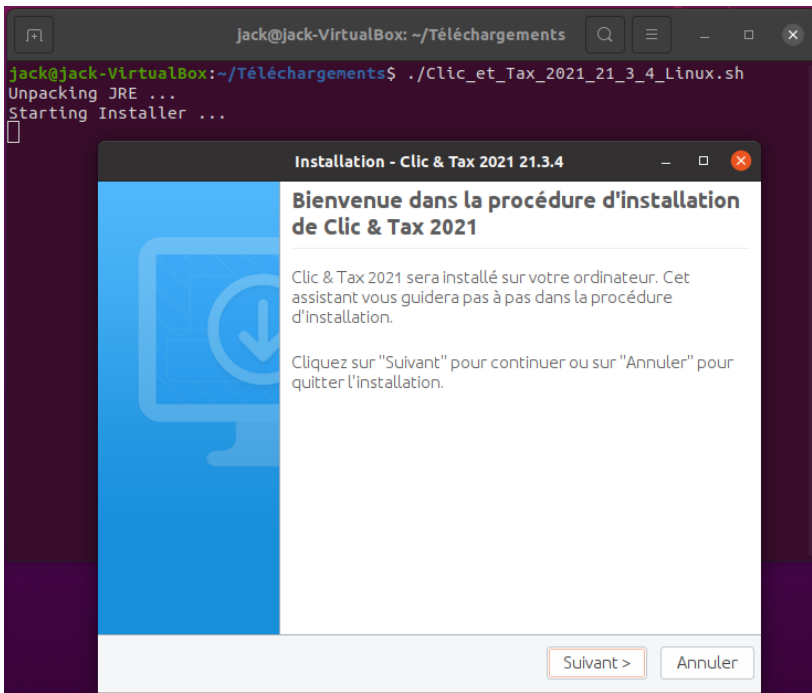 jack@jack-VirtualBox: ~/Téléchargements
jack@jack-VirtualBox:~/Téléchargements$ ./Clic_et_Tax_2021_21_3_4_Linux.sh
Unpacking JRE ...
Starting Installer ...
Installation - Clic & Tax 2021 21.3.4
Bienvenue dans la procédure d'installation
de Clic & Tax 2021
Clic & Tax 2021 sera installé sur votre ordinateur. Cet
assistant vous guidera pas à pas dans la procédure
d'installation.
Cliquez sur "Suivant" pour continuer ou sur "Annuler" pour
quitter l'installation.
Suivant >
Annuler